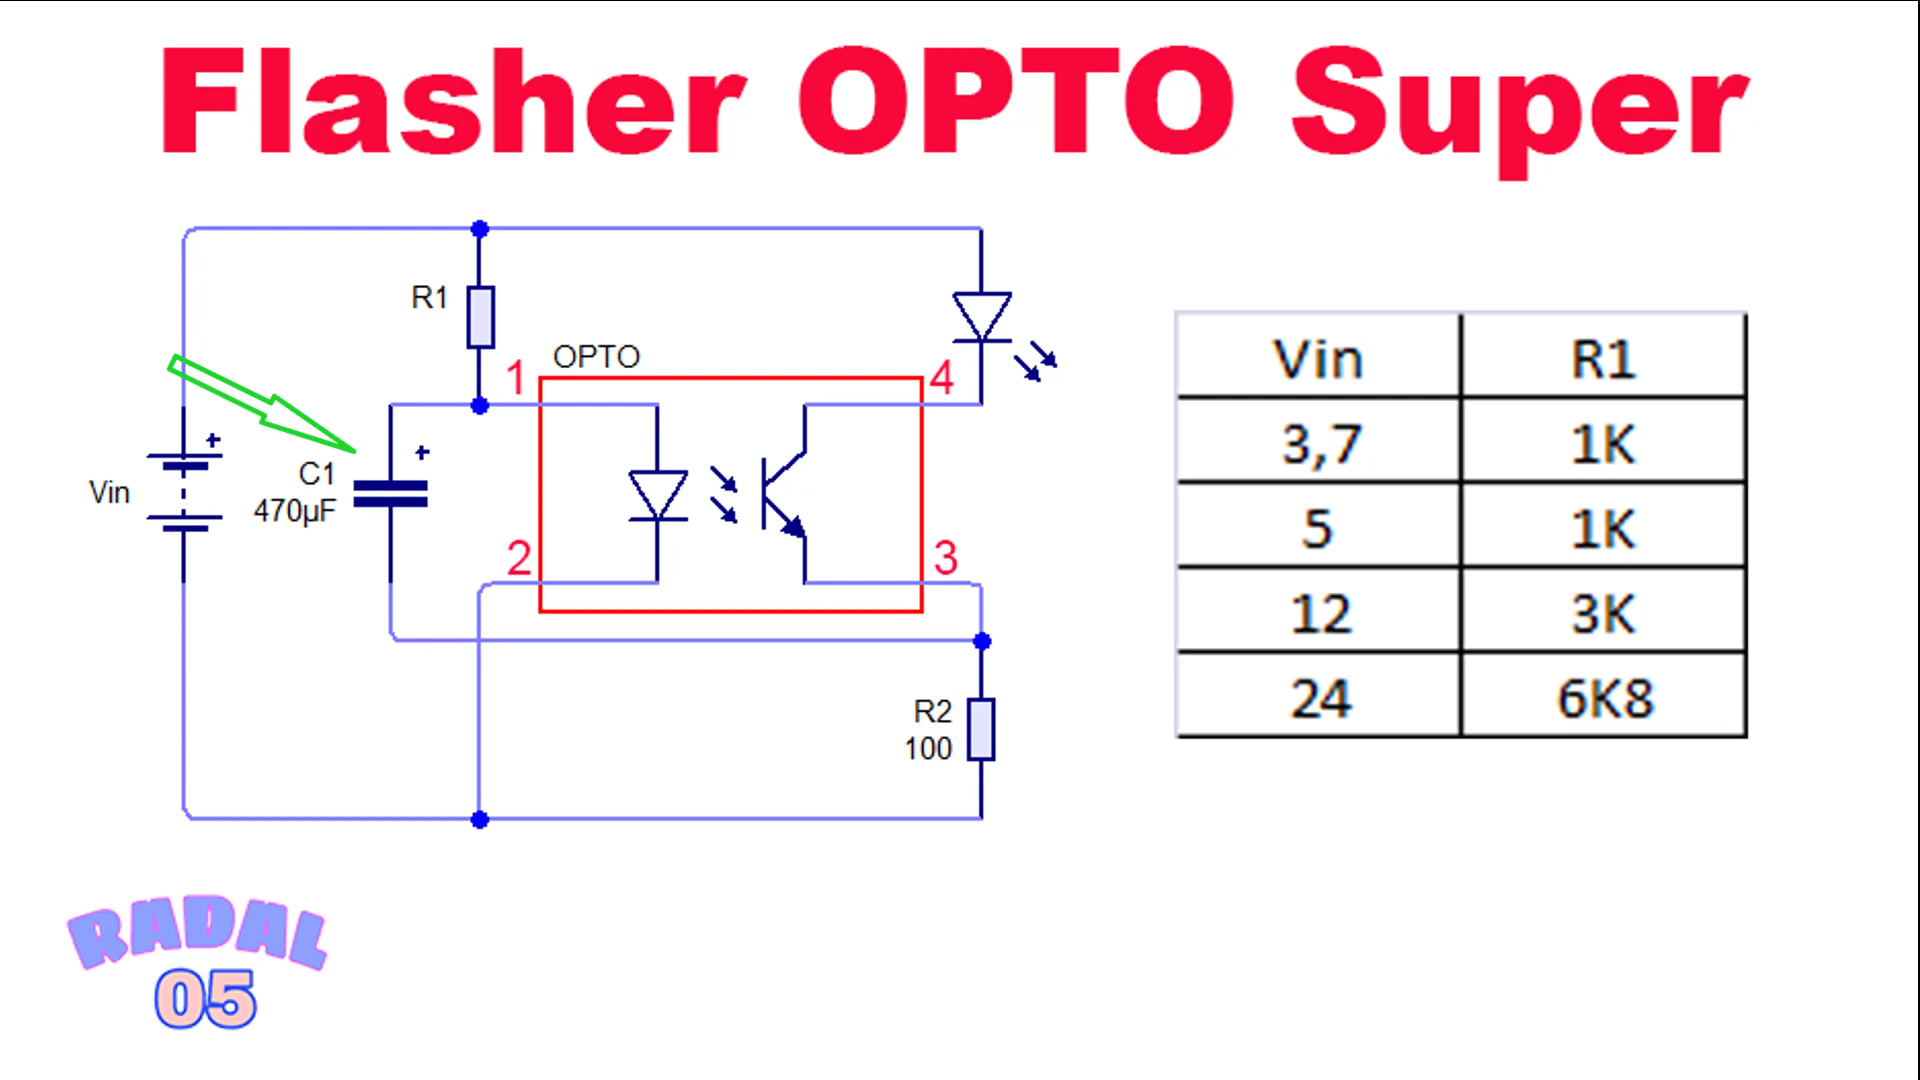 Flasher OPTO Super
R1
OPTO
1
4
+
+
Vin
C1
470µF
2
3
R2
100
Vin R1
3,7 1K
5 1K
12 3K
24 6K8
RADAL
05